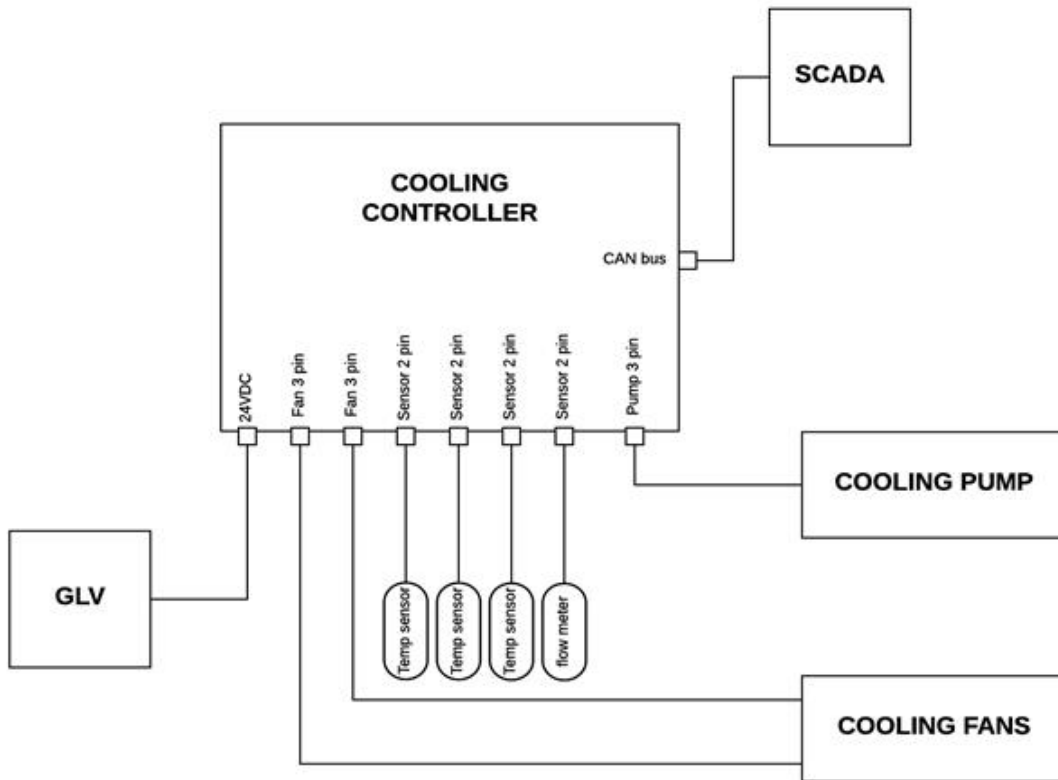 SCADA
COOLING
CONTROLLER
CAN bus
24VDC
Fan 3 pin
Fan 3 pin
Sensor 2 pin
Sensor 2 pin
Sensor 2 pin
Sensor 2 pin
Pump 3 pin
COOLING PUMP
GLV
Temp sensor
Temp sensor
Temp sensor
flow meter
COOLING FANS